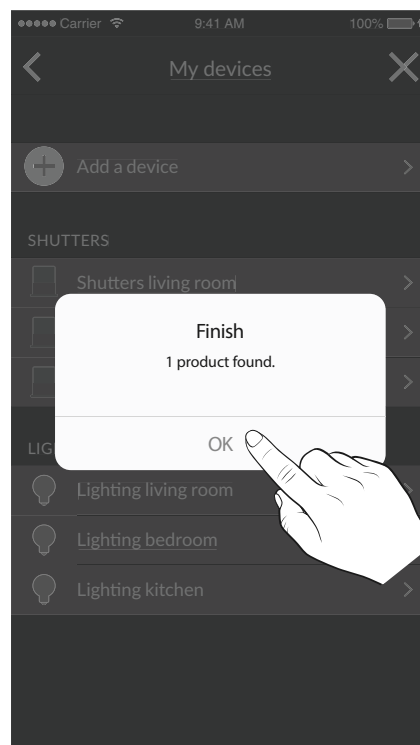 Carrier 9:41 AM 100%
My devices
Add a device
SHUTTERS
Shutters living room
Finish
1 product found.
OK
Lighting living room
Lighting bedroom
Lighting kitchen